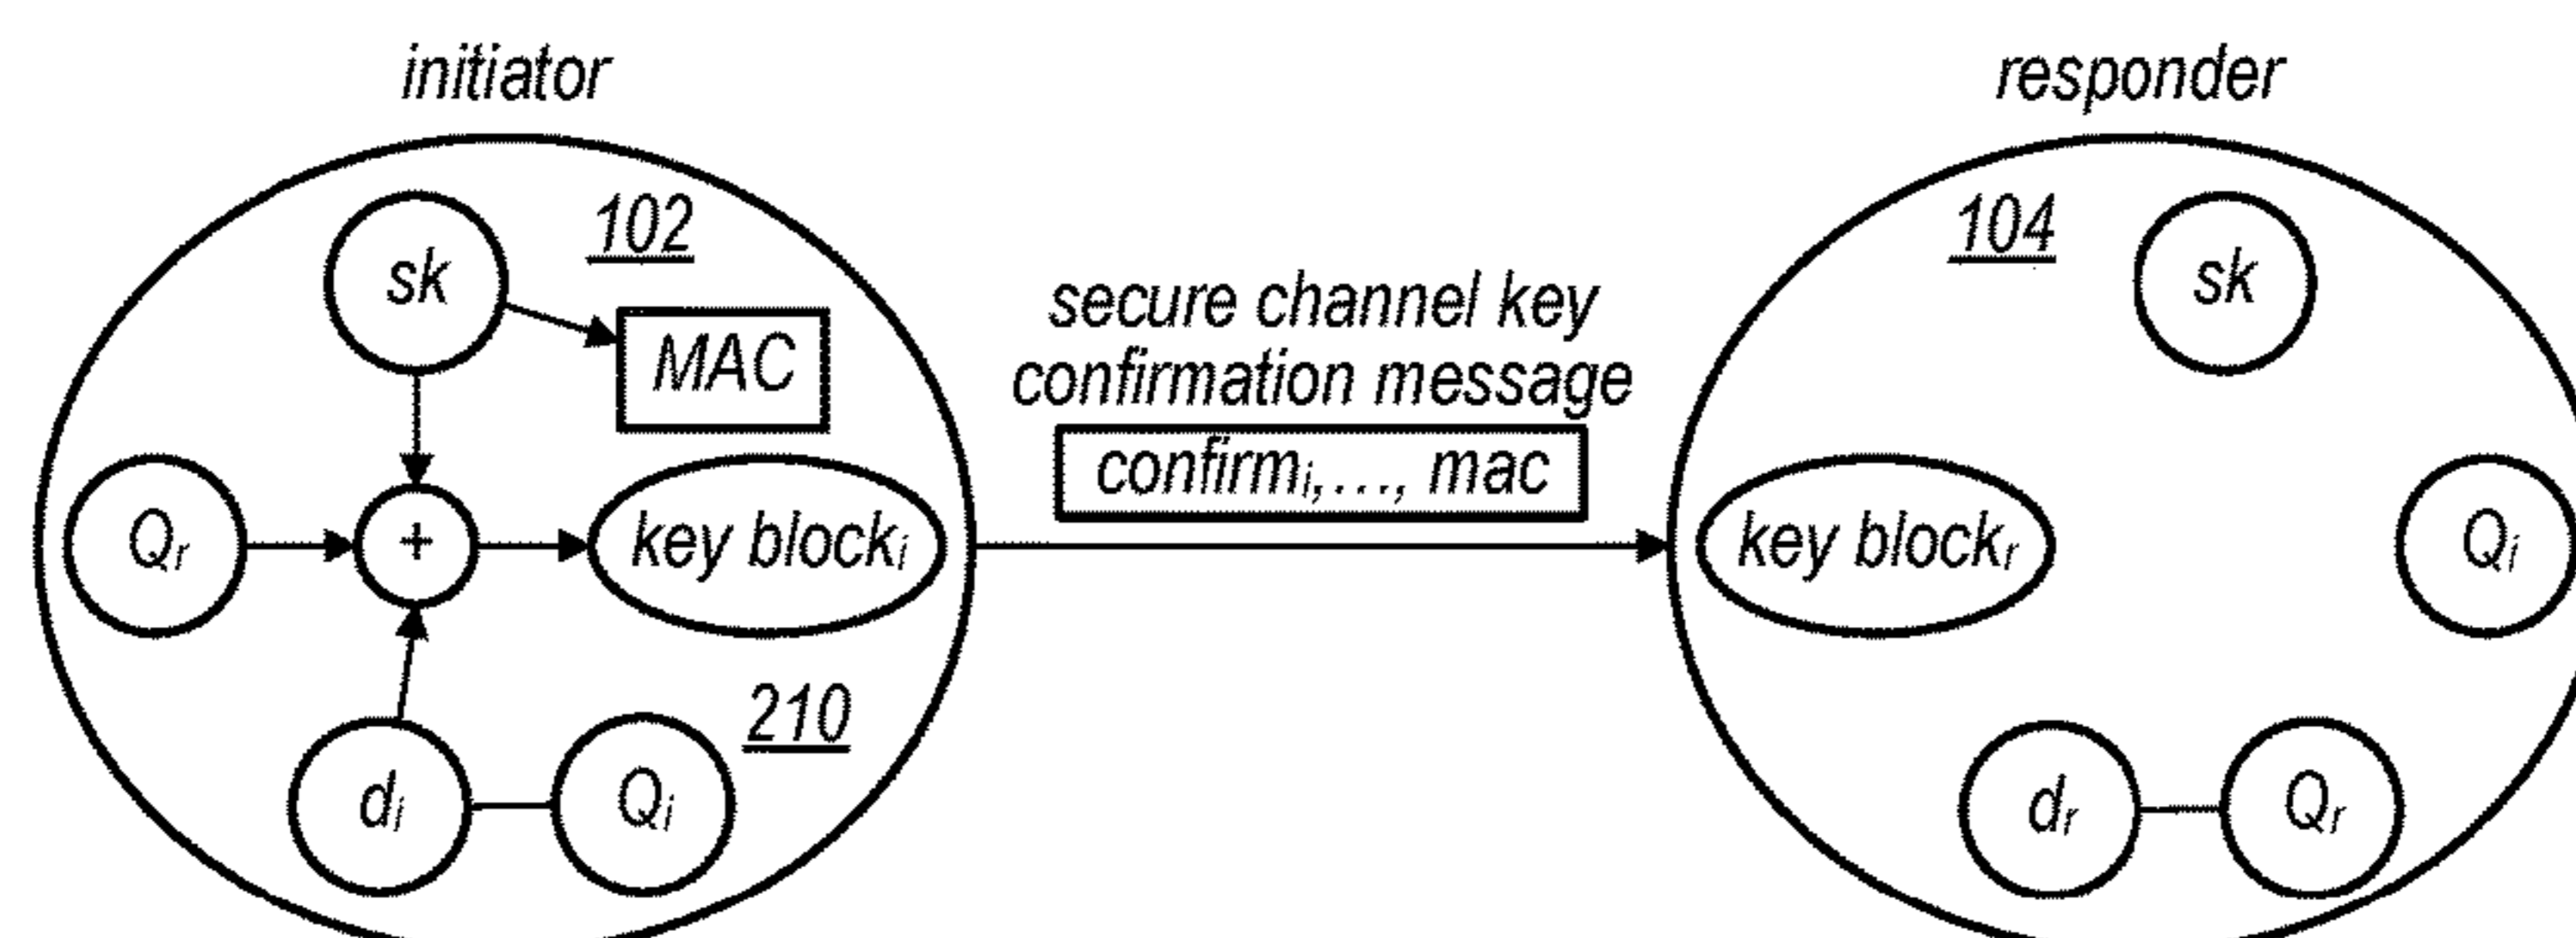 initiator
responder
102
sk
MAC
Qr
+
key blocki
210
di
Qi
secure channel key
confirmation message
confirmi,..., mac
104
sk
key blockr
Qi
dr
Qr